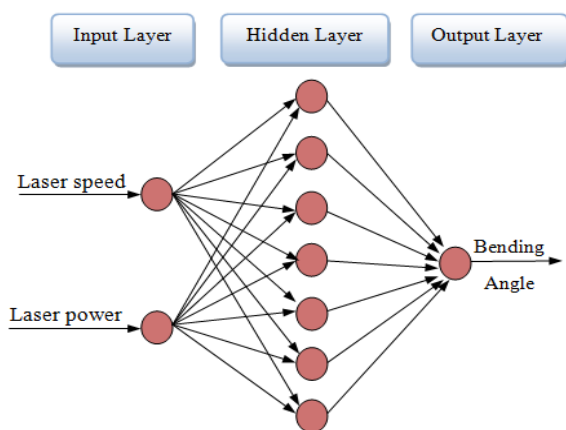 Input Layer
Hidden Layer
Output Layer
Laser speed
Bending
Angle
Laser power